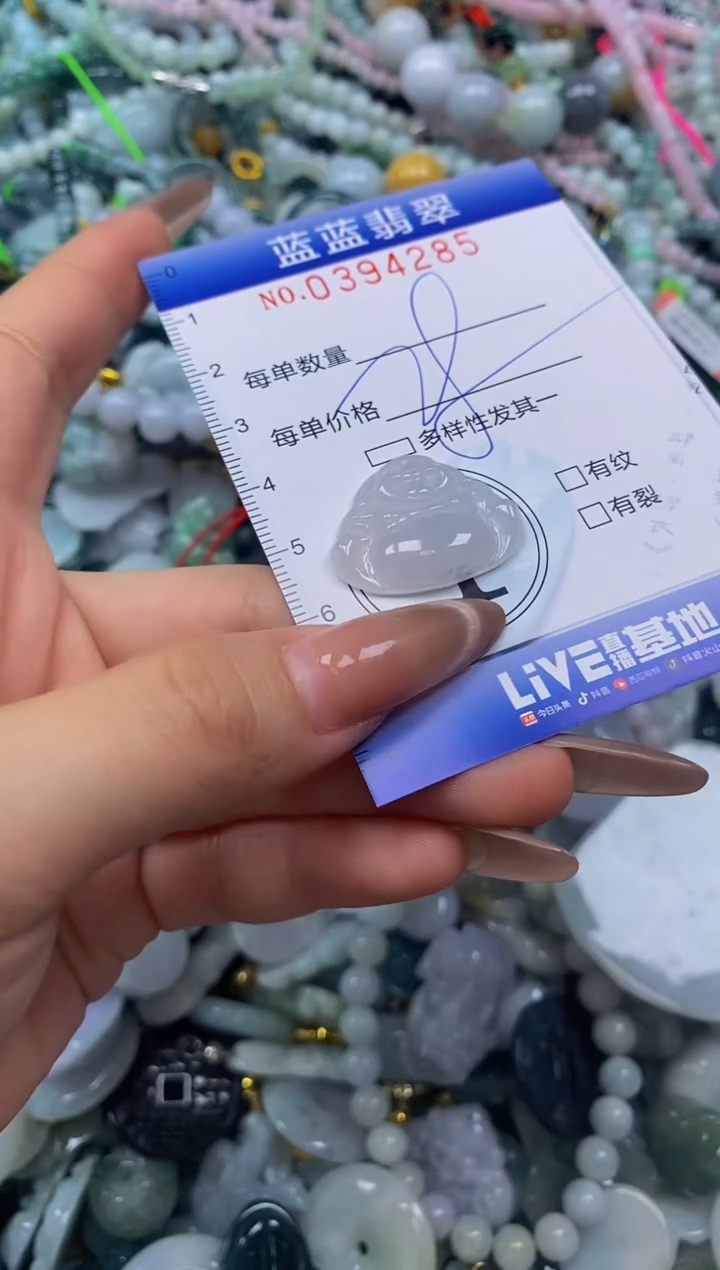 蓝蓝翡翠
NO.0394285
0
1
2
3
4
5
6
每单数量
每单价格
多样性发其一
有纹
有裂
LiVE直播基地
今日头条 抖音 西瓜视频 抖音火山